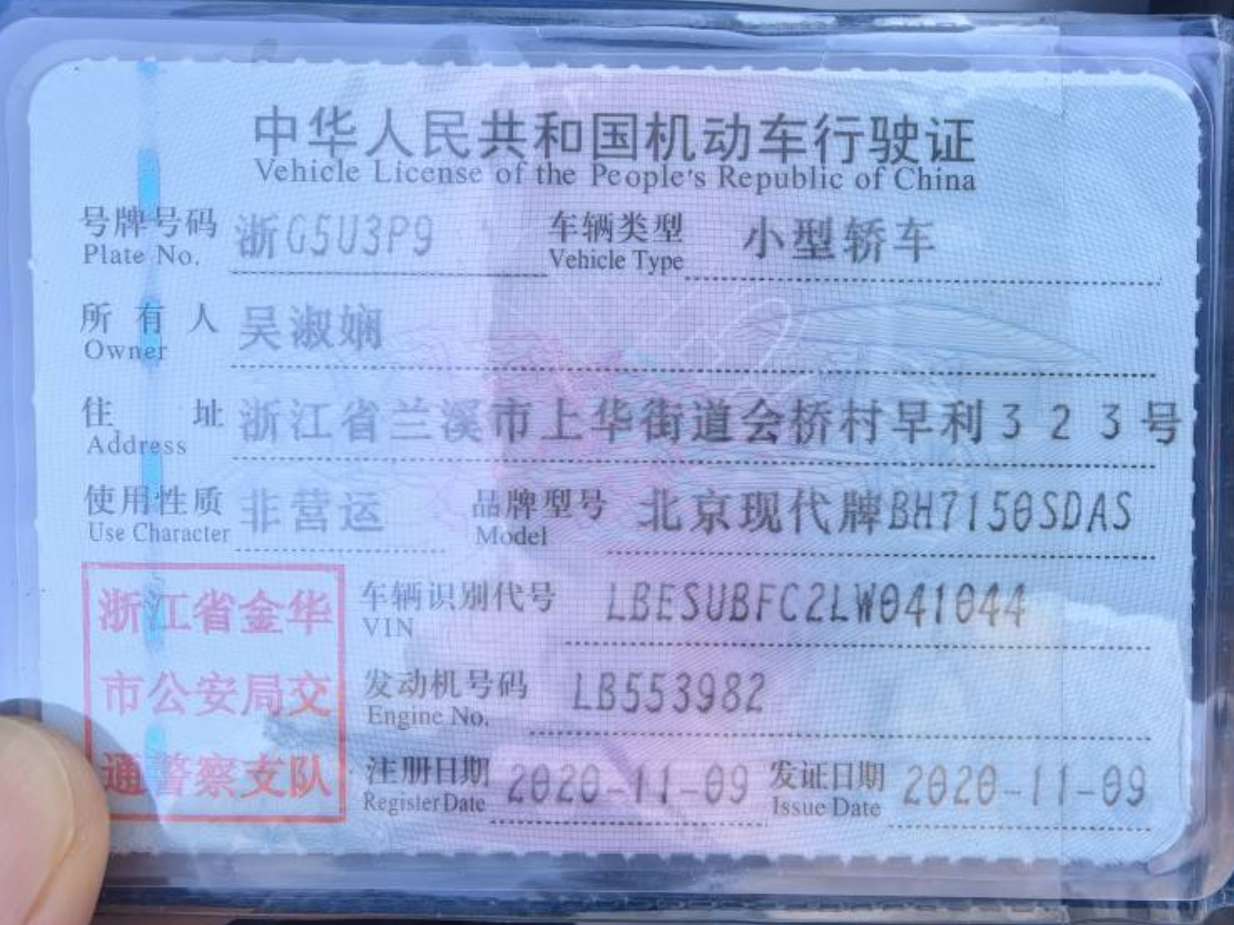 中华人民共和国机动车行驶证
Vehicle License of the People's Republic of China
号牌号码 浙G5U3P9 车辆类型 小型轿车
Plate No. Vehicle Type
所有人 吴淑娴
Owner
住址 浙江省兰溪市上华街道会桥村早利323号
Address
使用性质 非营运 品牌型号 北京现代牌BH7150SDAS
Use Character Model
浙江省金华
市公安局交
通警察支队
车辆识别代号 LBESUBFC2LW041044
VIN
发动机号码 LB553982
Engine No.
注册日期 2020-11-09 发证日期 2020-11-09
Register Date Issue Date